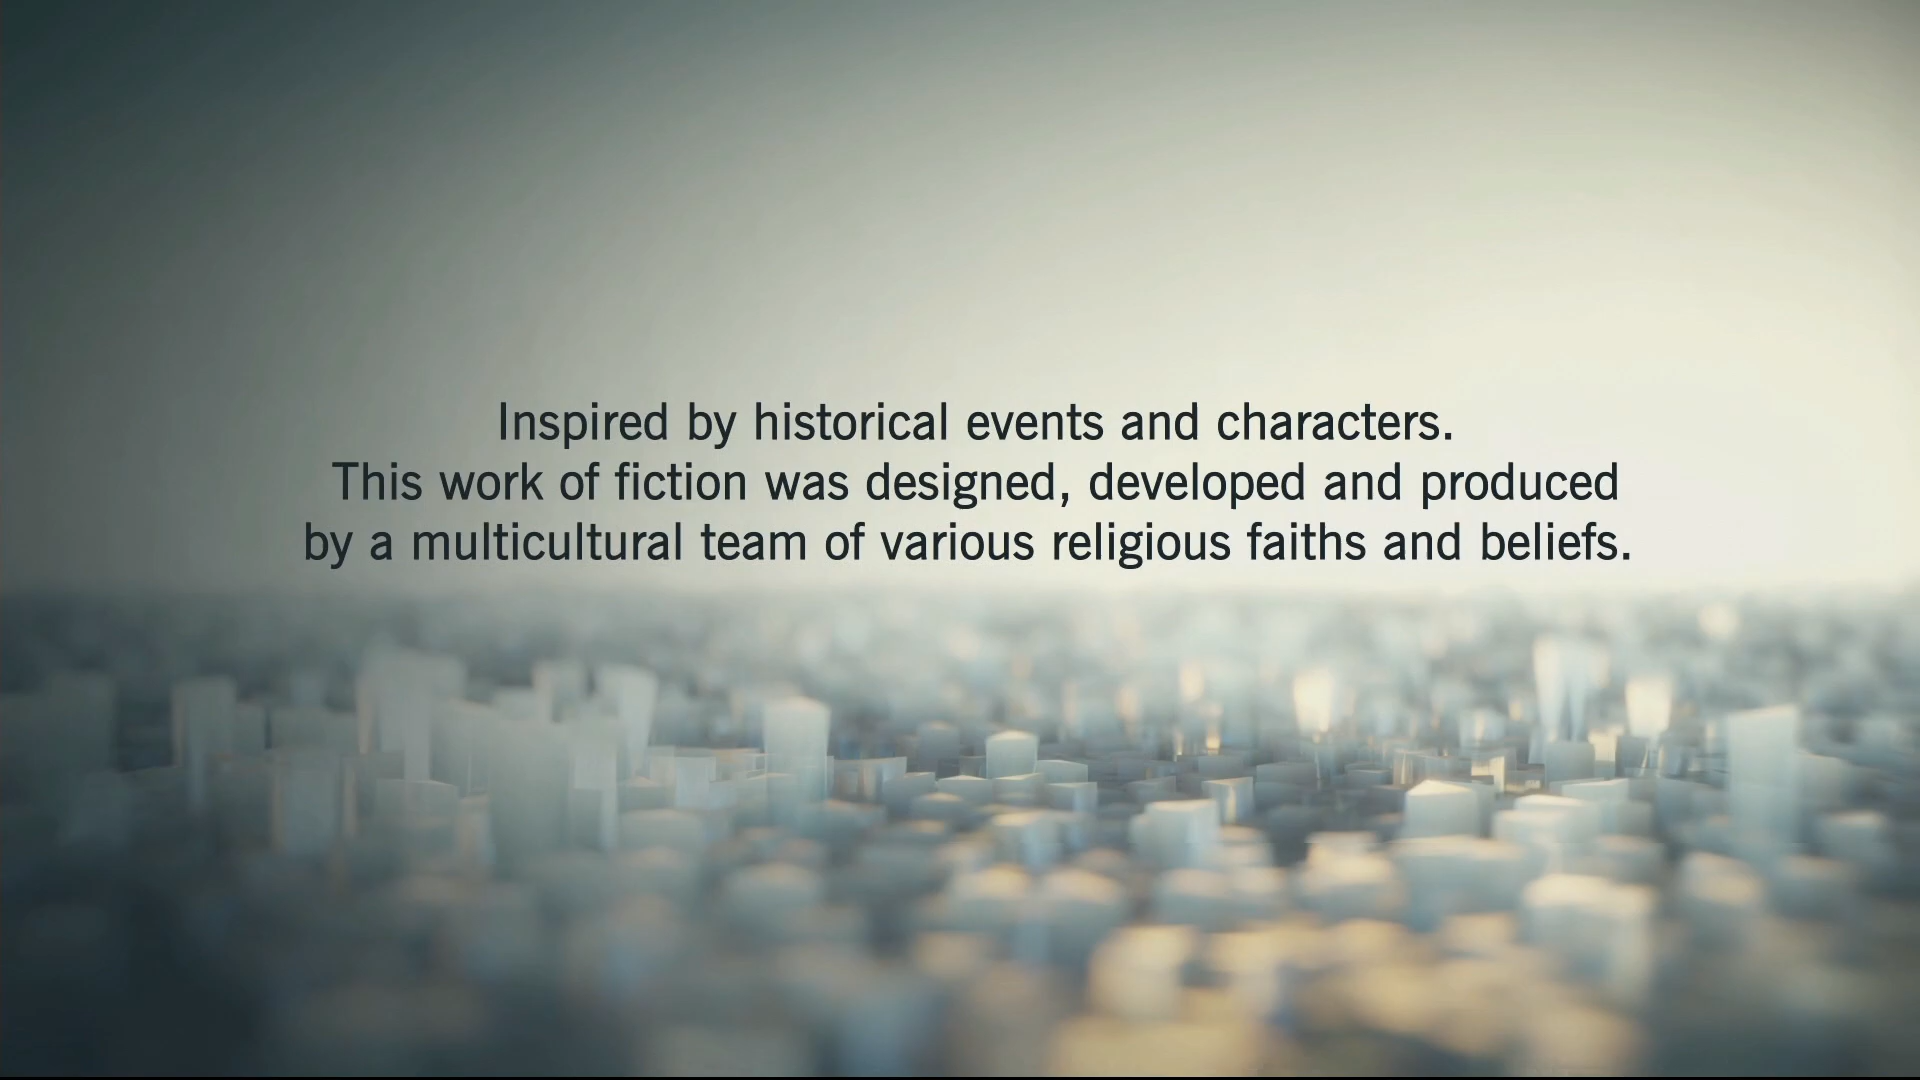 Inspired by historical events and characters.
This work of fiction was designed, developed and produced
by a multicultural team of various religious faiths and beliefs.